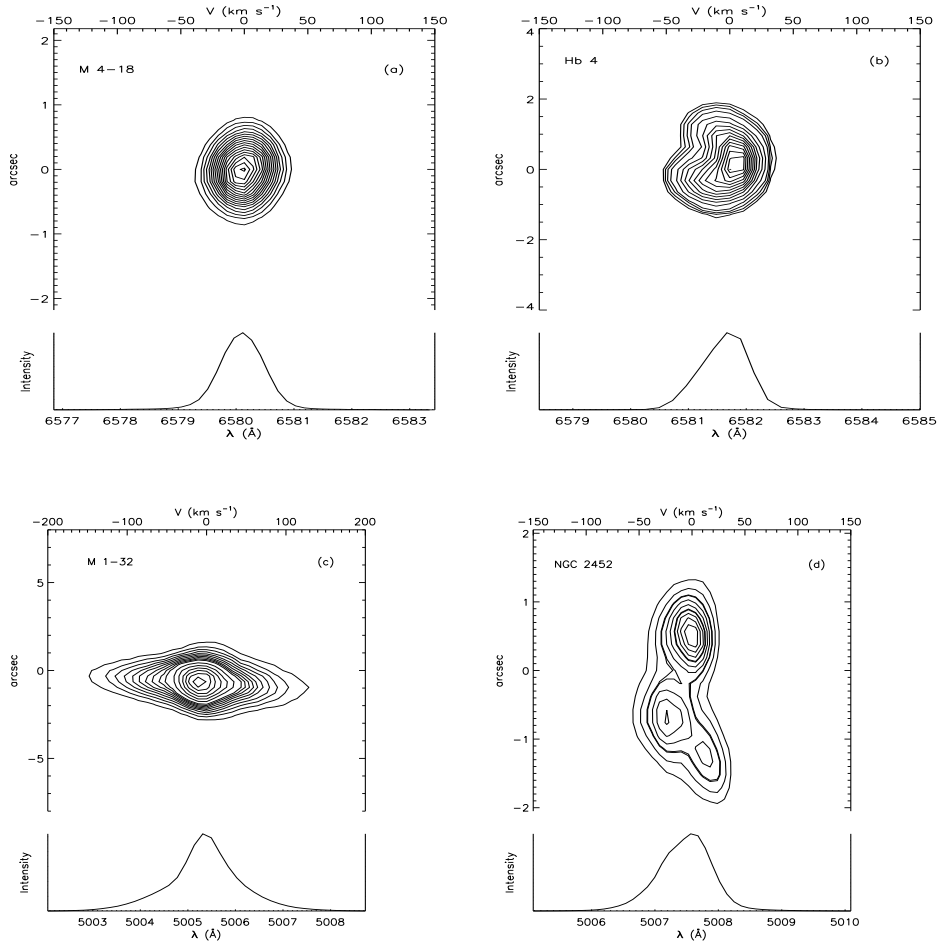 V (km s⁻¹)
−150 −100 −50 0 50 100 150
2
1
0
−1
−2
arcsec
M 4−18
(a)
Intensity
6577 6578 6579 6580 6581 6582 6583
λ (Å)
V (km s⁻¹)
−150 −100 −50 0 50 100 150
4
2
0
−2
−4
arcsec
Hb 4
(b)
Intensity
6579 6580 6581 6582 6583 6584 6585
λ (Å)
V (km s⁻¹)
−200 −100 0 100 200
5
0
−5
arcsec
M 1−32
(c)
Intensity
5003 5004 5005 5006 5007 5008
λ (Å)
V (km s⁻¹)
−150 −100 −50 0 50 100 150
2
1
0
−1
−2
arcsec
NGC 2452
(d)
Intensity
5006 5007 5008 5009 5010
λ (Å)